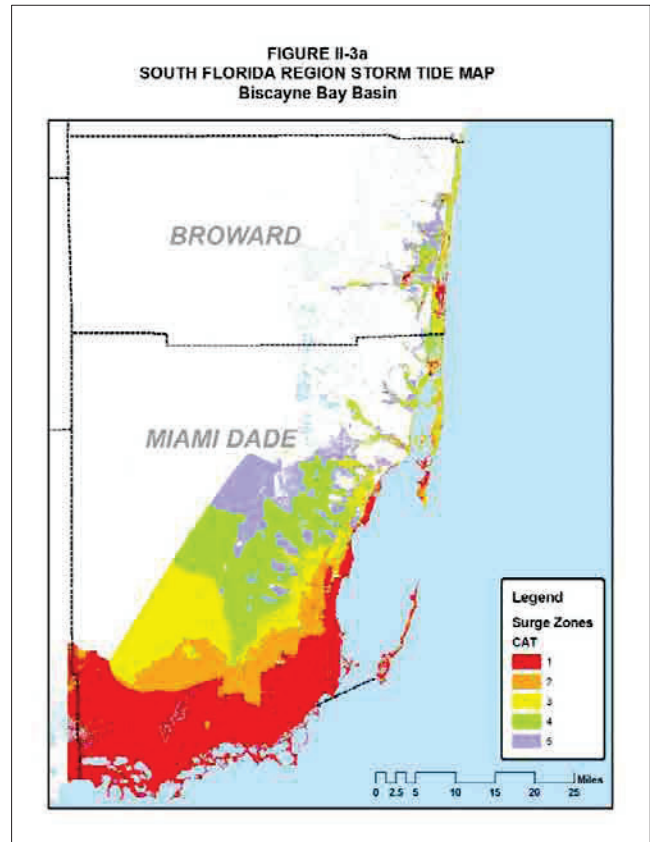 FIGURE II-3a
SOUTH FLORIDA REGION STORM TIDE MAP
Biscayne Bay Basin
BROWARD
MIAMI DADE
Legend
Surge Zones
CAT
1
2
3
4
5
Miles
0 2.5 5 10 15 20 25